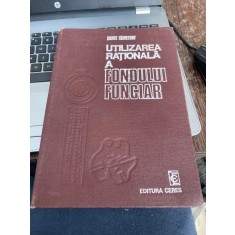 UTILIZAREA
RAȚIONALĂ
A
FONDULUI
FUNCIAR
EDITURA CERES